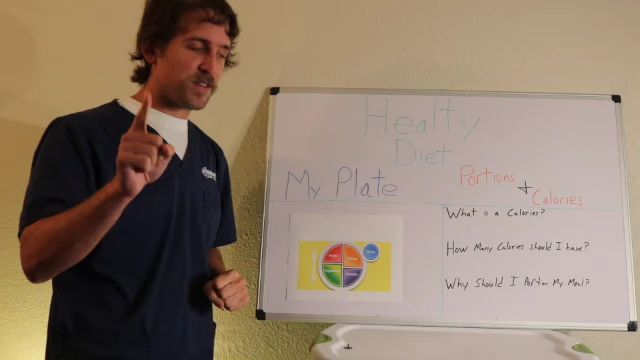 Healty
Diet
My Plate
Portions
+
Calories
What is a Calories?
How Many Calories should I have?
Why Should I Portion My Meal?